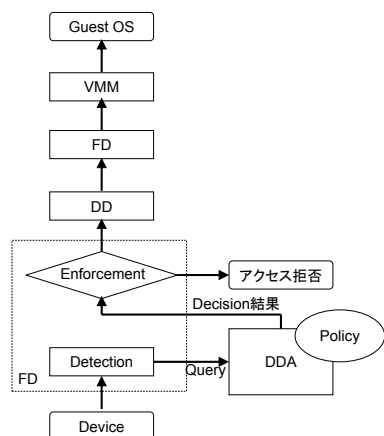 Guest OS
VMM
FD
DD
Enforcement
アクセス拒否
Decision結果
Policy
Detection
Query
DDA
FD
Device